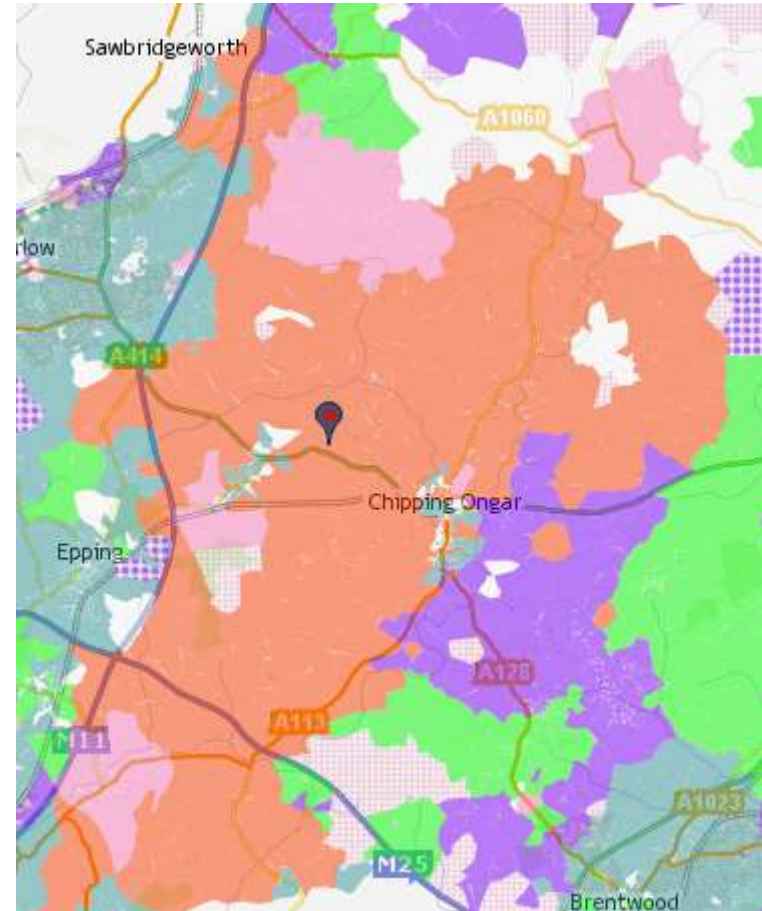 Sawbridgeworth
A1060
rlow
A414
Chipping Ongar
Epping
A128
A113
M11
A1023
M25
Brentwood